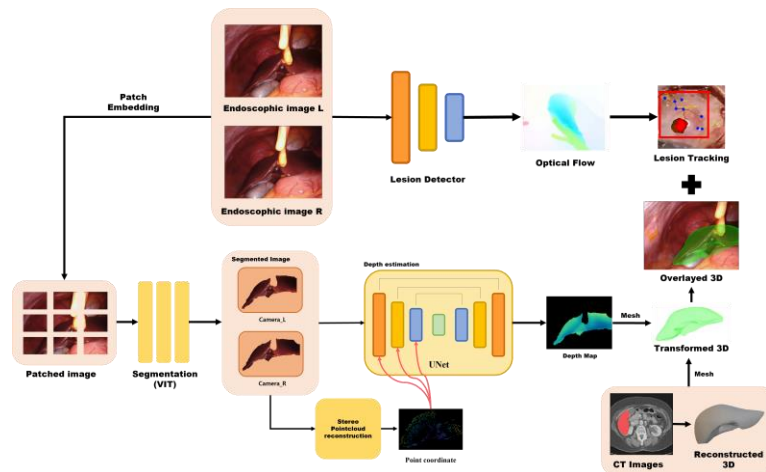 Patch
Embedding
Endoscophic image L
Endoscophic image R
Lesion Detector
Optical Flow
Lesion Tracking
Overlayed 3D
Patched image
Segmentation
(VIT)
Segmented Image
Camera_L
Camera_R
Depth estimation
UNet
Stereo
Pointcloud
reconstruction
Point coordinate
Depth Map
Mesh
Transformed 3D
Mesh
CT Images
Reconstructed
3D